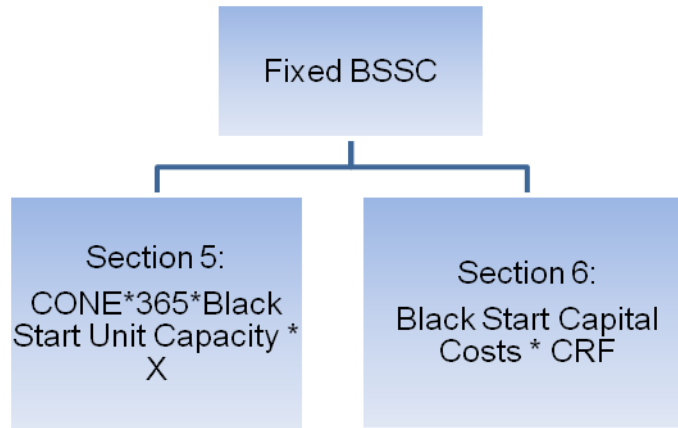 Fixed BSSC
Section 5:
CONE*365*Black
Start Unit Capacity *
X
Section 6:
Black Start Capital
Costs * CRF